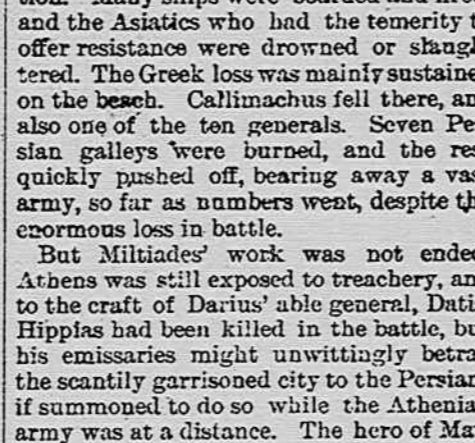 and the Asiatics who had the temerity
offer resistance were drowned or slaugh
tered. The Greek loss was mainly sustaine
on the beach. Callimachus fell there, an
also one of the ten generals. Seven Pe
sian galleys were burned, and the re
quickly pushed off, bearing away a vas
army, so far as numbers went, despite th
enormous loss in battle.
But Miltiades' work was not ended
Athens was still exposed to treachery, an
to the craft of Darius' able general, Dati
Hippias had been killed in the battle, bu
his emissaries might unwittingly betra
the scantily garrisoned city to the Persian
if summoned to do so while the Athenia
army was at a distance. The hero of Ma